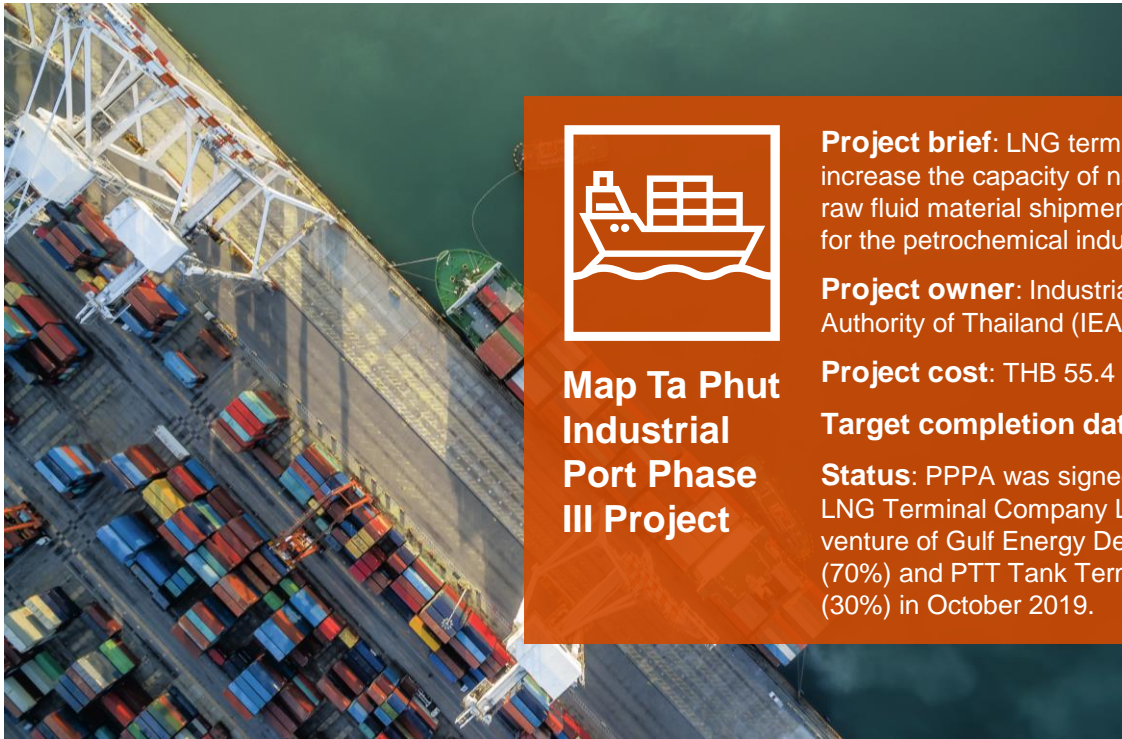 Map Ta Phut
Industrial
Port Phase
III Project
Project brief: LNG
increase the capacity of
raw fluid material
for the petrochemical
Project owner:
Authority of Thailand
Project cost: THB 55.4
Target completion
Status: PPPA was
LNG Terminal Company
venture of Gulf Energy
(70%) and PTT Tank
(30%) in October 2019.